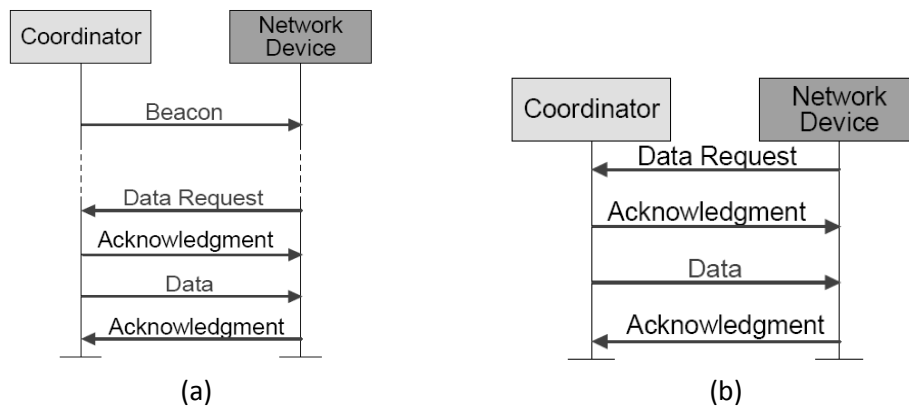 Coordinator
Network
Device
Beacon
Data Request
Acknowledgment
Data
Acknowledgment
(a)
Coordinator
Network
Device
Data Request
Acknowledgment
Data
Acknowledgment
(b)